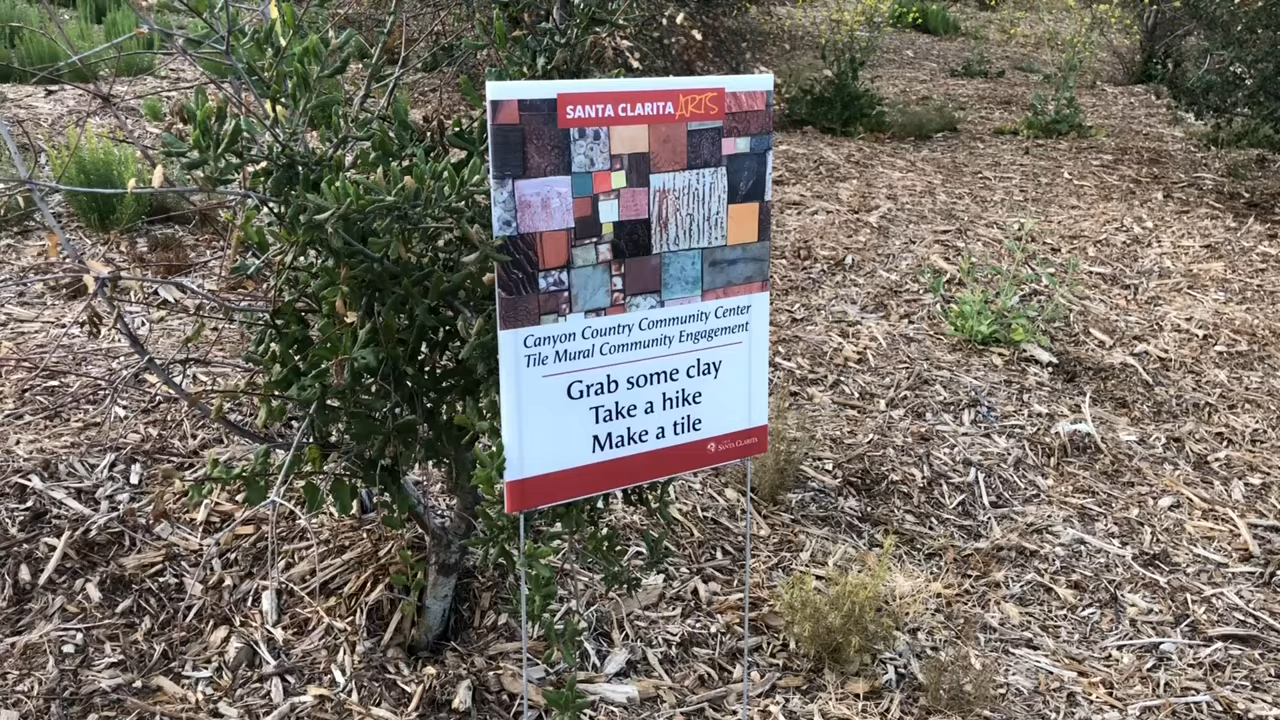 SANTA CLARITA ARTS
Canyon Country Community Center
Tile Mural Community Engagement
Grab some clay
Take a hike
Make a tile
SANTA CLARITA